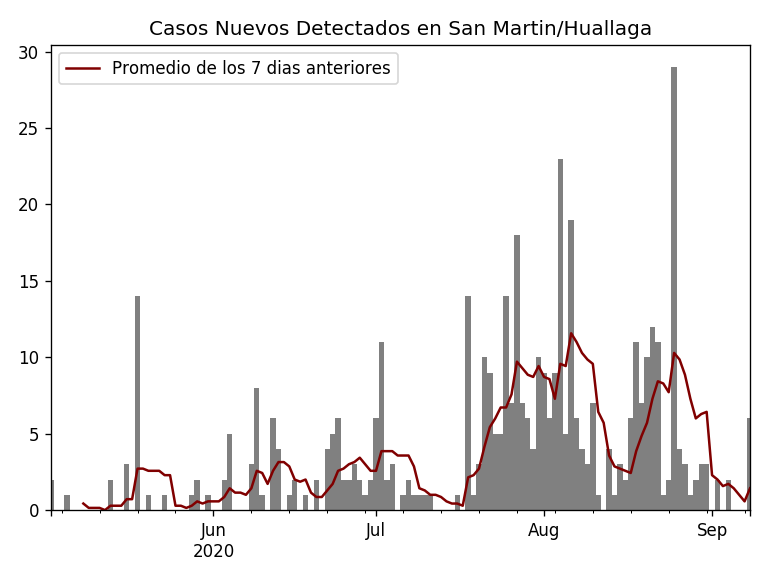 Casos Nuevos Detectados en San Martin/Huallaga
Promedio de los 7 dias anteriores
30
25
20
15
10
5
0
Jun
2020
Jul
Aug
Sep